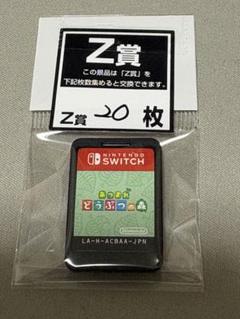 Z賞
この景品は「Z賞」を
下記枚数集めると交換できます。
Z賞 20 枚
NINTENDO
SWITCH
あつまれ
どうぶつの森
Nintendo
LA-H-ACBAA-JPN